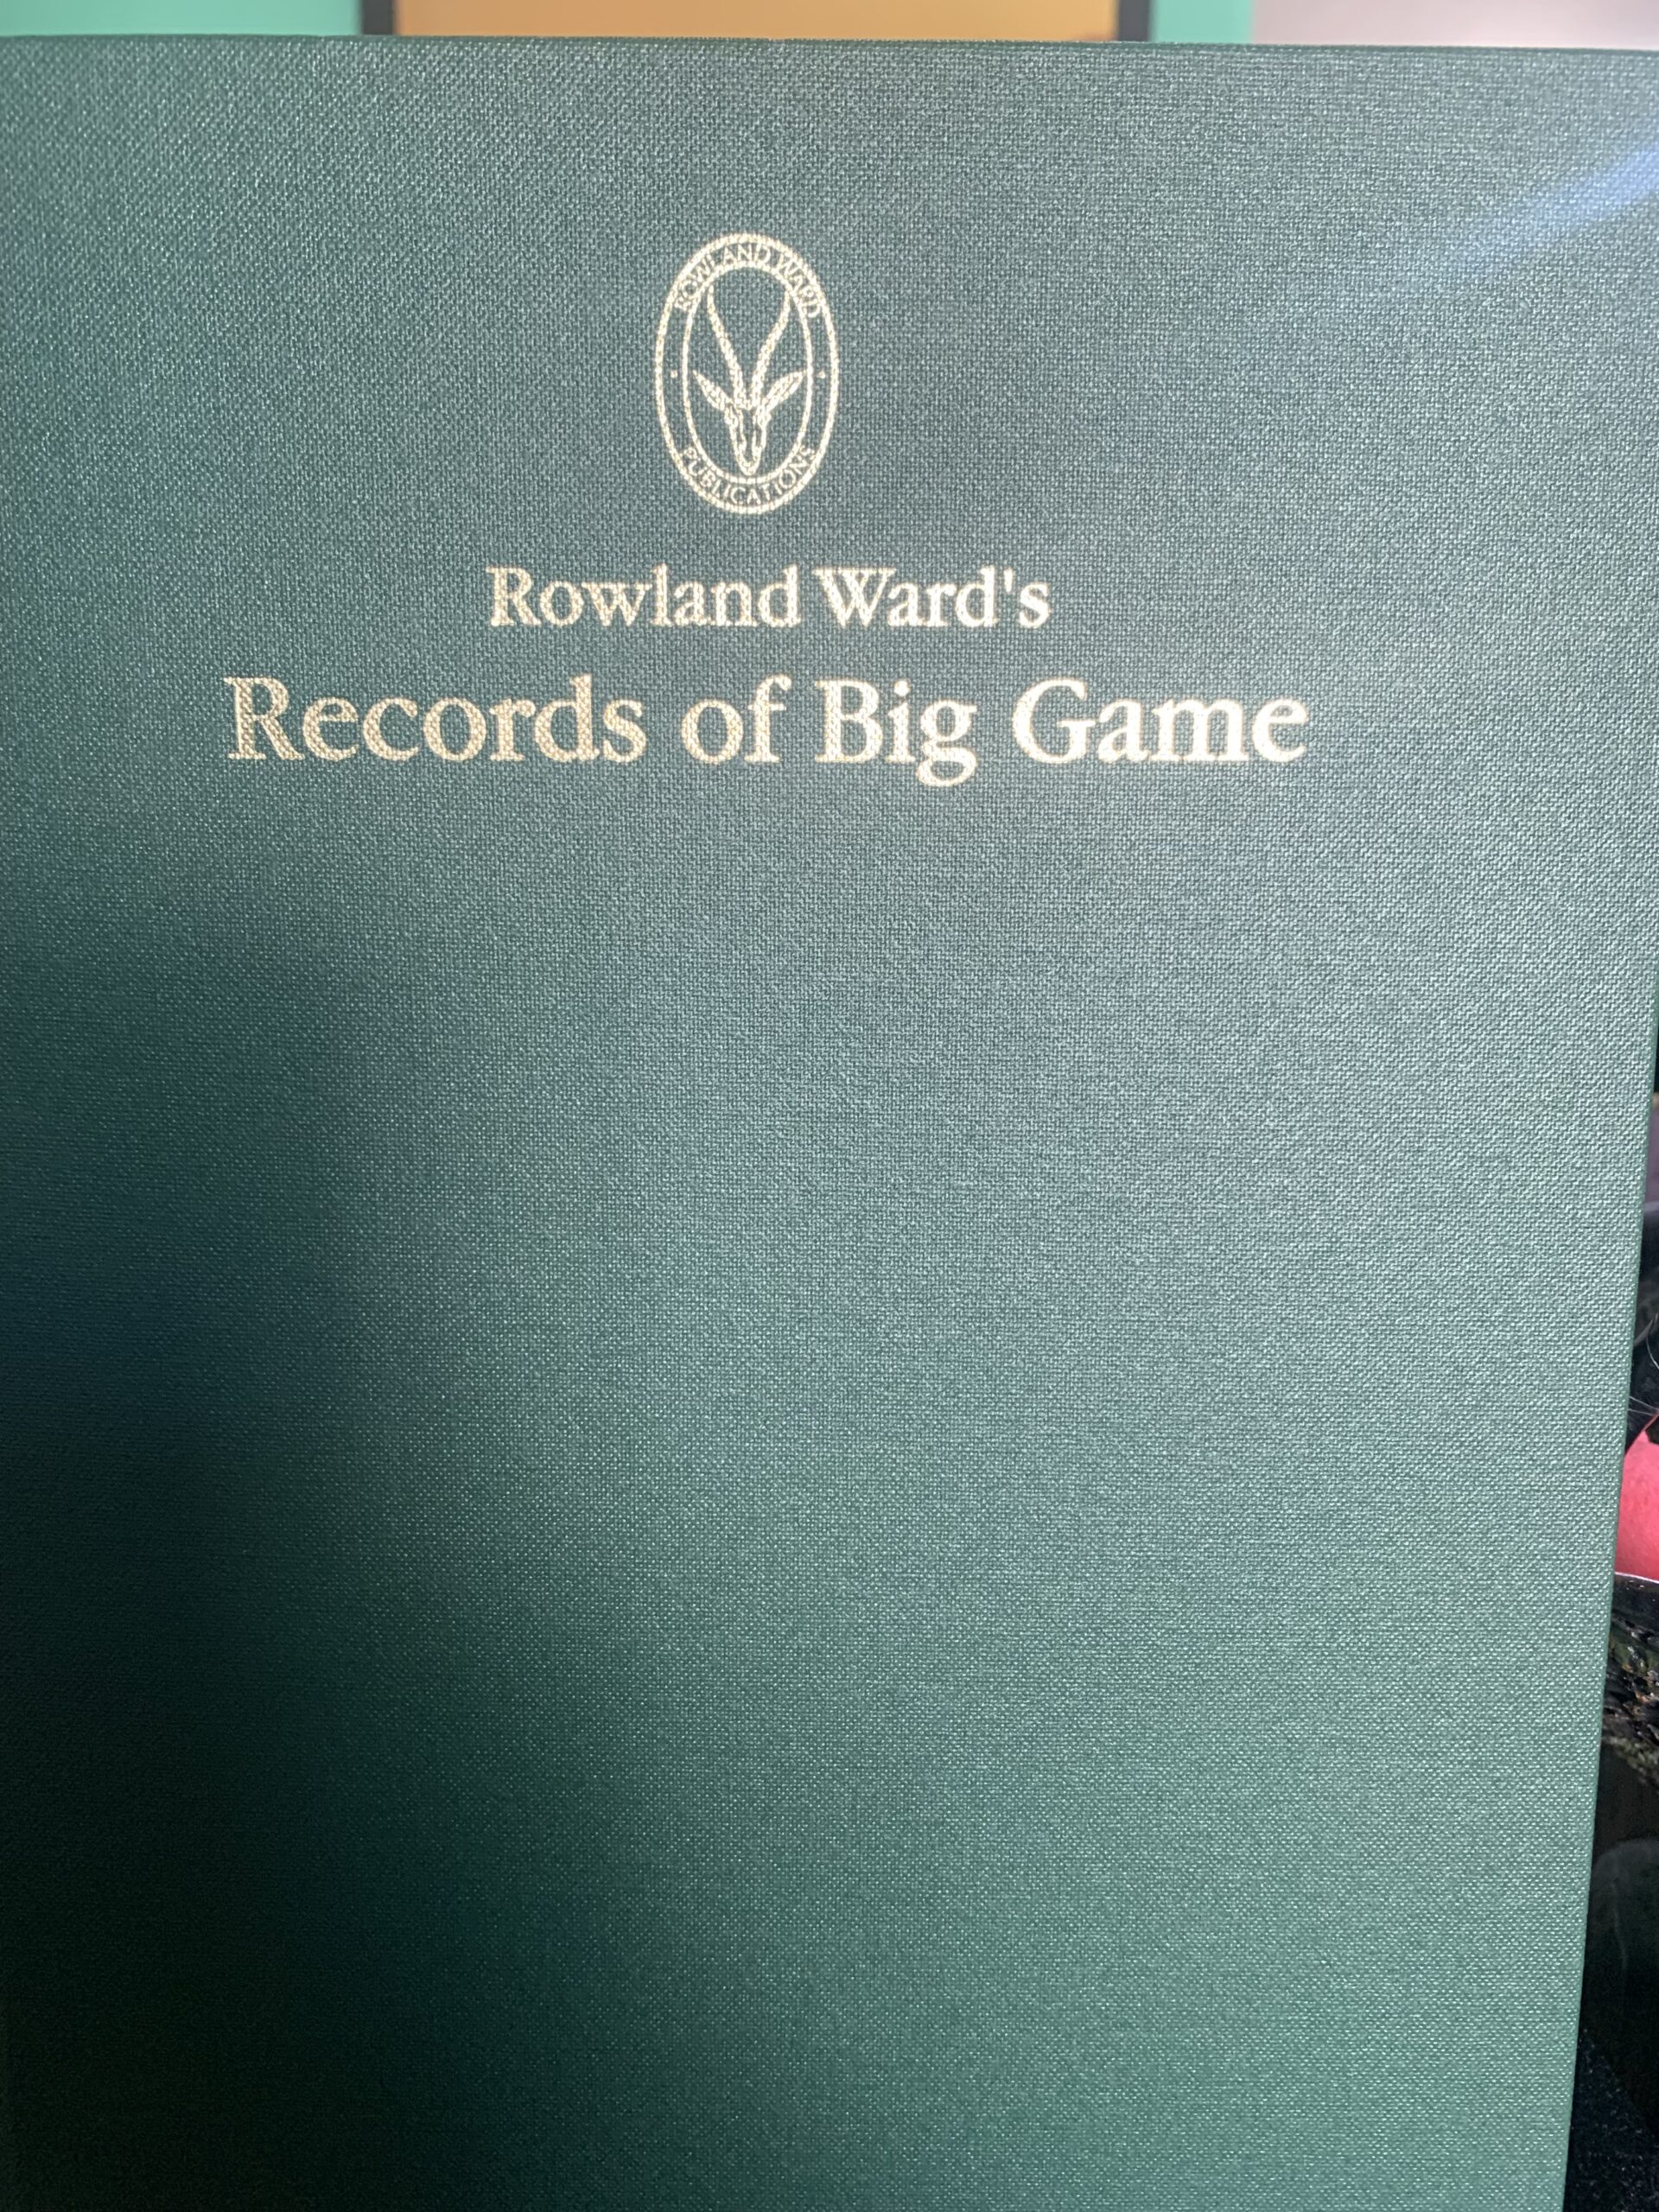 ROWLAND WARD
PUBLICATIONS
Rowland Ward's
Records of Big Game